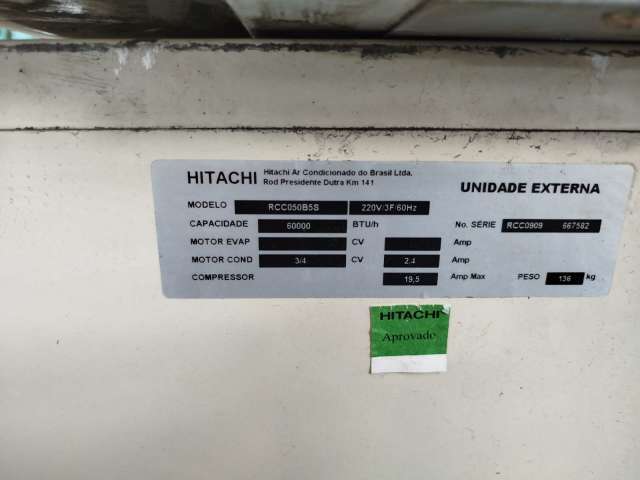 HITACHI Hitachi Ar Condicionado do Brasil Ltda.
Rod Presidente Dutra Km 141
UNIDADE EXTERNA
MODELO RCC050B5S 220V/3F/60Hz
CAPACIDADE 60000 BTU/h No. SÉRIE RCC0909 667582
MOTOR EVAP CV Amp
MOTOR COND 3/4 CV 2.4 Amp
COMPRESSOR 19,5 Amp Max PESO 136 kg
HITACHI
Aprovado